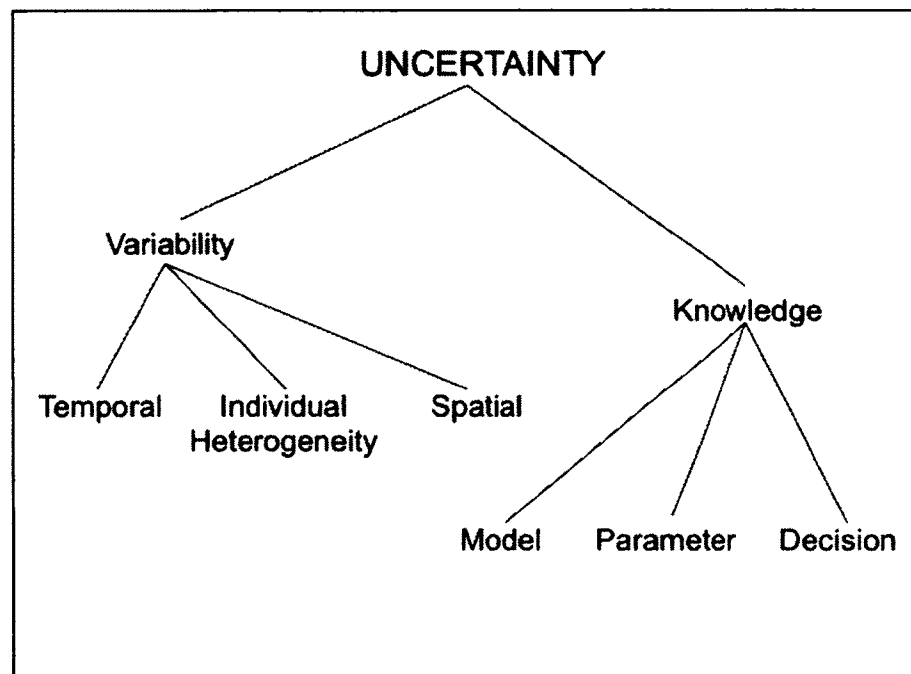 UNCERTAINTY
Variability
Knowledge
Temporal
Individual
Heterogeneity
Spatial
Model
Parameter
Decision